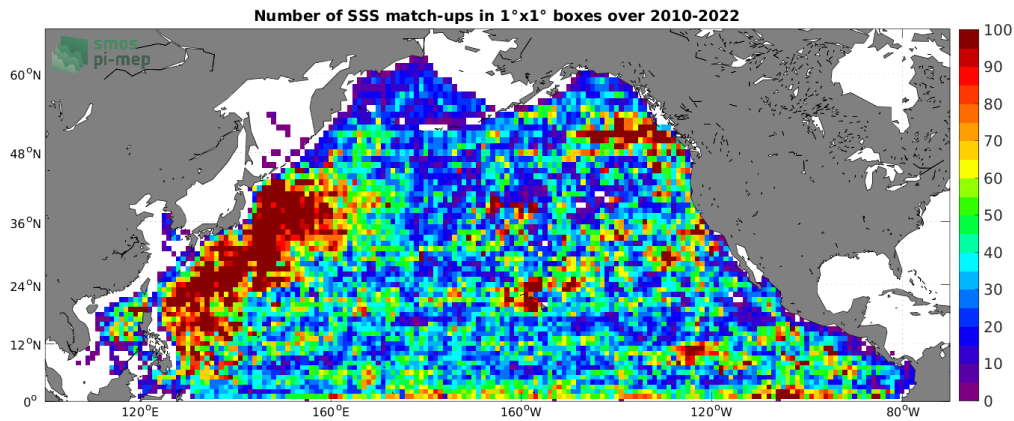 Number of SSS match-ups in 1°x1° boxes over 2010-2022
smos
pi-mep
60°N
48°N
36°N
24°N
12°N
0°
120°E
160°E
160°W
120°W
80°W
100
90
80
70
60
50
40
30
20
10
0